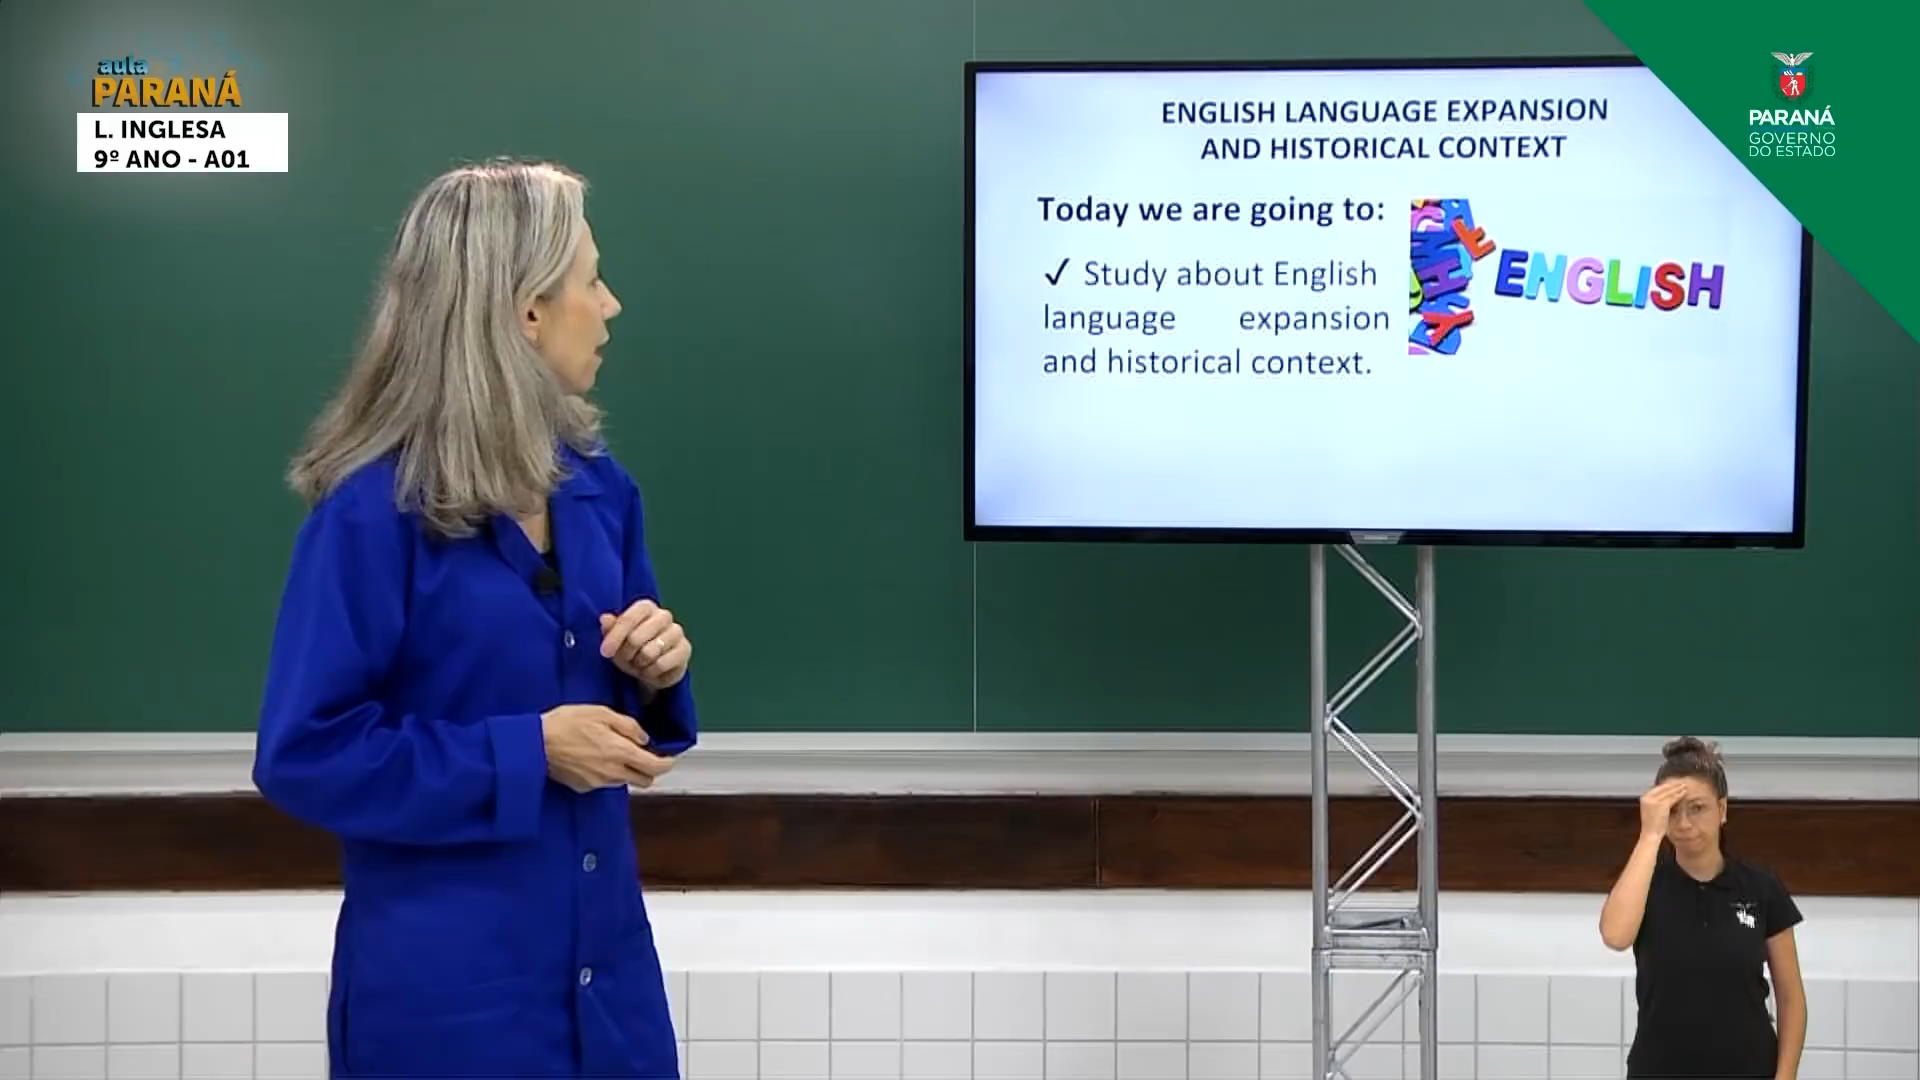 aula
PARANÁ
L. INGLESA
9º ANO - A01
ENGLISH LANGUAGE EXPANSION
AND HISTORICAL CONTEXT
Today we are going to:
✓ Study about English
language expansion
and historical context.
ENGLISH
PARANÁ
GOVERNO
DO ESTADO